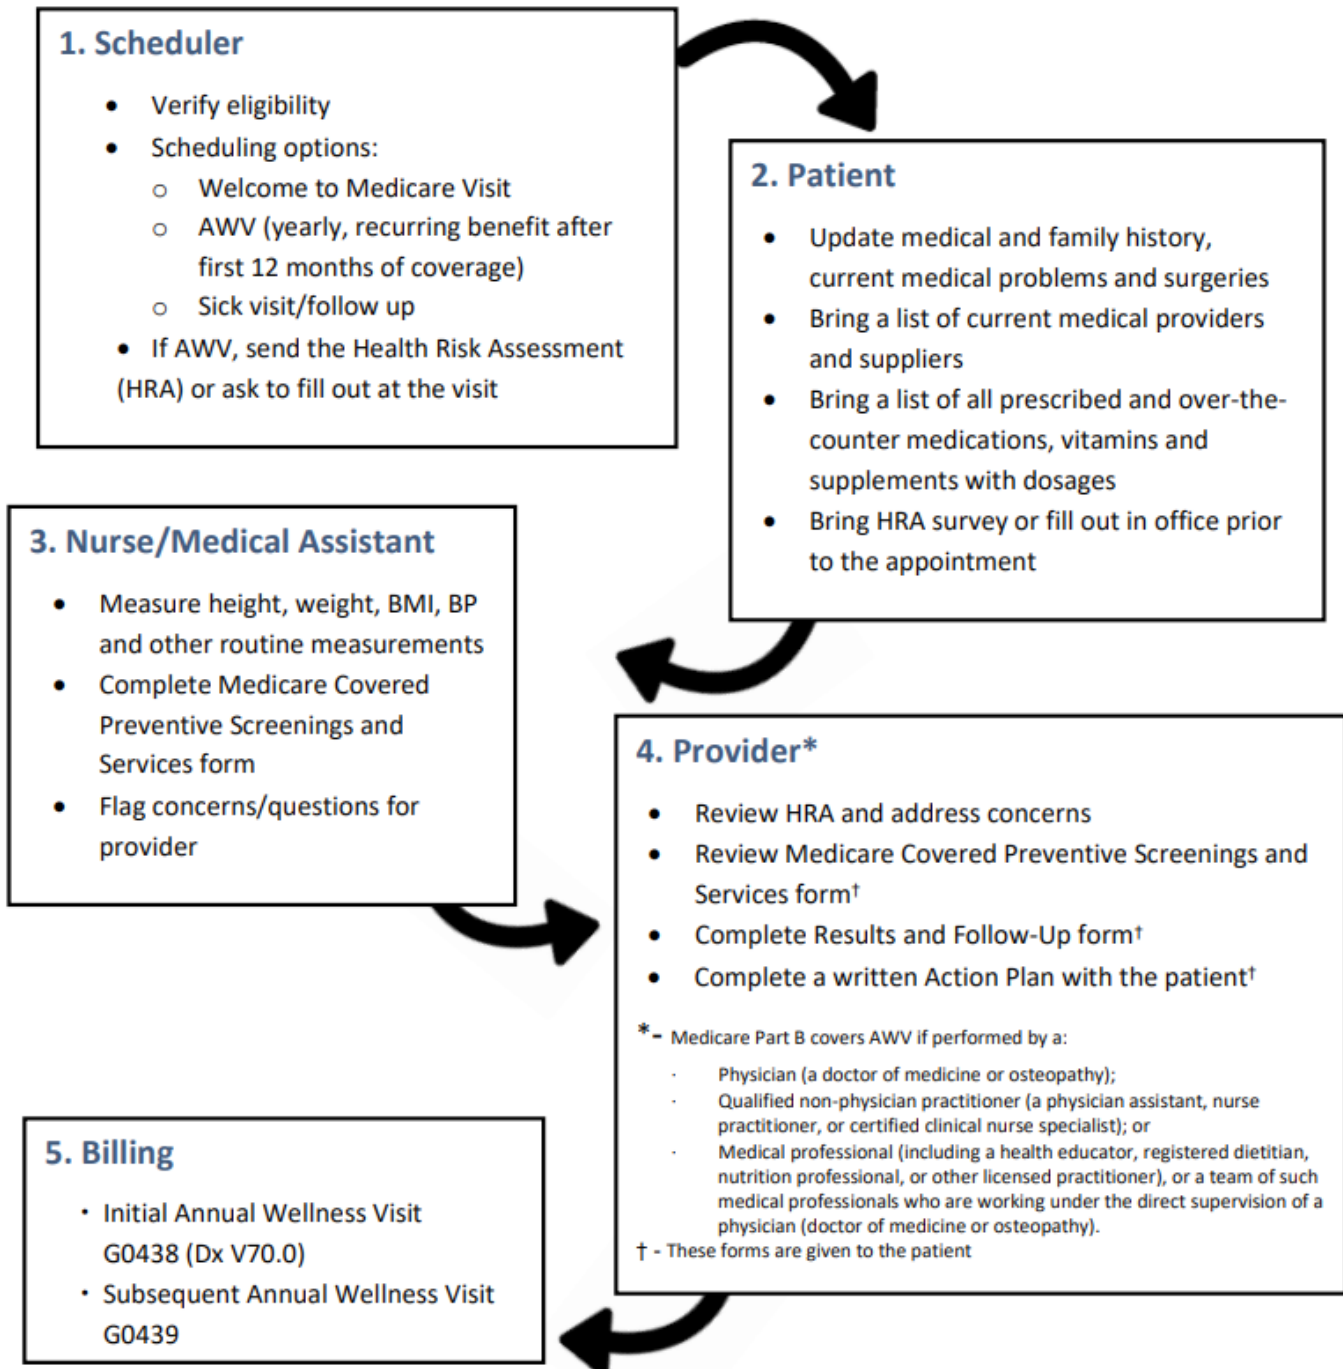 1. Scheduler
• Verify eligibility
• Scheduling options:
o Welcome to Medicare Visit
o AWV (yearly, recurring benefit after
first 12 months of coverage)
o Sick visit/follow up
• If AWV, send the Health Risk Assessment
(HRA) or ask to fill out at the visit
2. Patient
• Update medical and family history,
current medical problems and surgeries
• Bring a list of current medical providers
and suppliers
• Bring a list of all prescribed and over-the-
counter medications, vitamins and
supplements with dosages
• Bring HRA survey or fill out in office prior
to the appointment
3. Nurse/Medical Assistant
• Measure height, weight, BMI, BP
and other routine measurements
• Complete Medicare Covered
Preventive Screenings and
Services form
• Flag concerns/questions for
provider
4. Provider*
• Review HRA and address concerns
• Review Medicare Covered Preventive Screenings and
Services form†
• Complete Results and Follow-Up form†
• Complete a written Action Plan with the patient†
*- Medicare Part B covers AWV if performed by a:
· Physician (a doctor of medicine or osteopathy);
· Qualified non-physician practitioner (a physician assistant, nurse
practitioner, or certified clinical nurse specialist); or
· Medical professional (including a health educator, registered dietitian,
nutrition professional, or other licensed practitioner), or a team of such
medical professionals who are working under the direct supervision of a
physician (doctor of medicine or osteopathy).
† - These forms are given to the patient
5. Billing
· Initial Annual Wellness Visit
G0438 (Dx V70.0)
· Subsequent Annual Wellness Visit
G0439